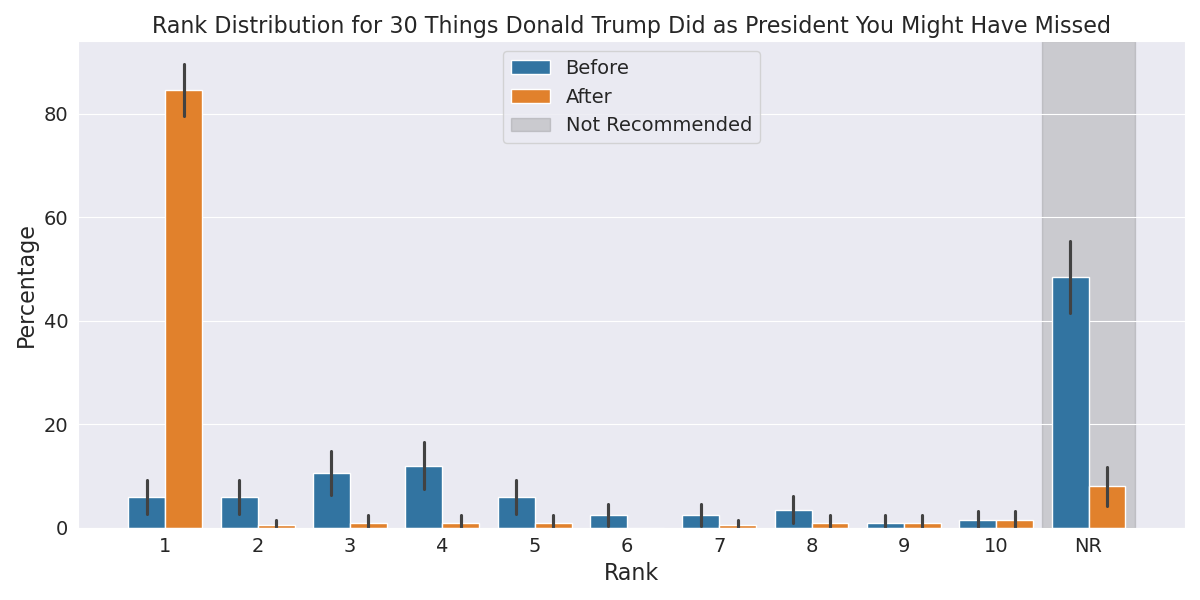 Rank Distribution for 30 Things Donald Trump Did as President You Might Have Missed
Before
After
Not Recommended
Percentage
80
60
40
20
0
1 2 3 4 5 6 7 8 9 10 NR
Rank